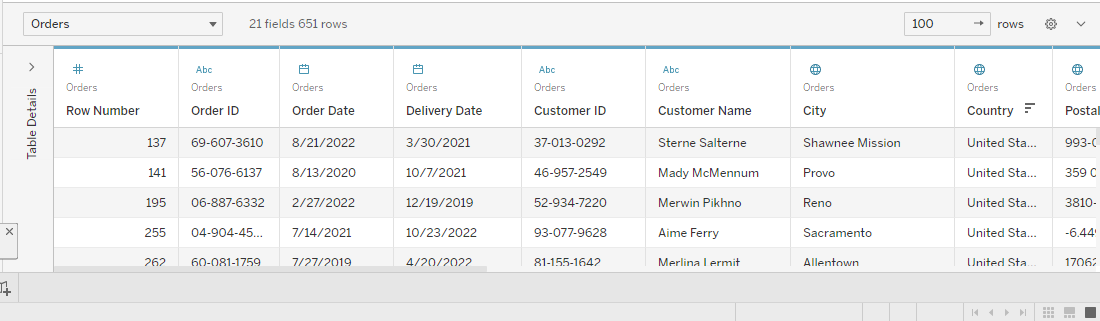 Orders 21 fields 651 rows 100 → rows
Table Details
# Abc Abc Abc
Orders Orders Orders Orders Orders Orders Orders Orders Orders
Row Number Order ID Order Date Delivery Date Customer ID Customer Name City Country Postal
137 69-607-3610 8/21/2022 3/30/2021 37-013-0292 Sterne Salterne Shawnee Mission United Sta... 993-0
141 56-076-6137 8/13/2020 10/7/2021 46-957-2549 Mady McMennum Provo United Sta... 359 0
195 06-887-6332 2/27/2022 12/19/2019 52-934-7220 Merwin Pikhno Reno United Sta... 3810-
255 04-904-45... 7/14/2021 10/23/2022 93-077-9628 Aime Ferry Sacramento United Sta... -6.449
262 60-081-1759 7/27/2019 4/20/2022 81-155-1642 Merlina Lermit Allentown United Sta... 17062